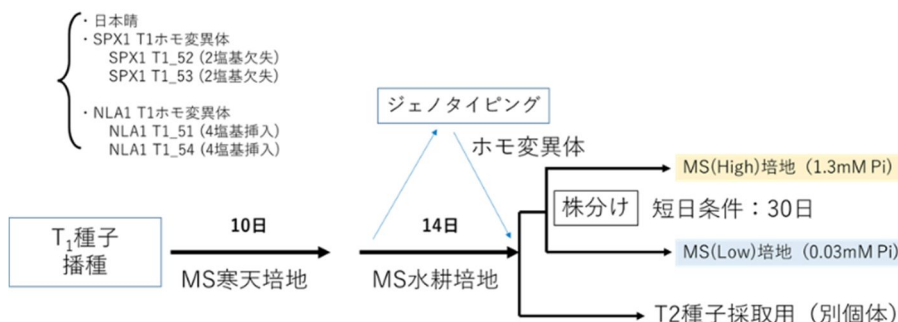 ・日本晴
・SPX1 T1ホモ変異体
SPX1 T1_52 (2塩基欠失)
SPX1 T1_53 (2塩基欠失)
・NLA1 T1ホモ変異体
NLA1 T1_51 (4塩基挿入)
NLA1 T1_54 (4塩基挿入)
ジェノタイピング
ホモ変異体
MS(High)培地（1.3mM Pi）
株分け
短日条件：30日
T1種子
播種
10日
MS寒天培地
14日
MS水耕培地
MS(Low)培地（0.03mM Pi）
T2種子採取用（別個体）